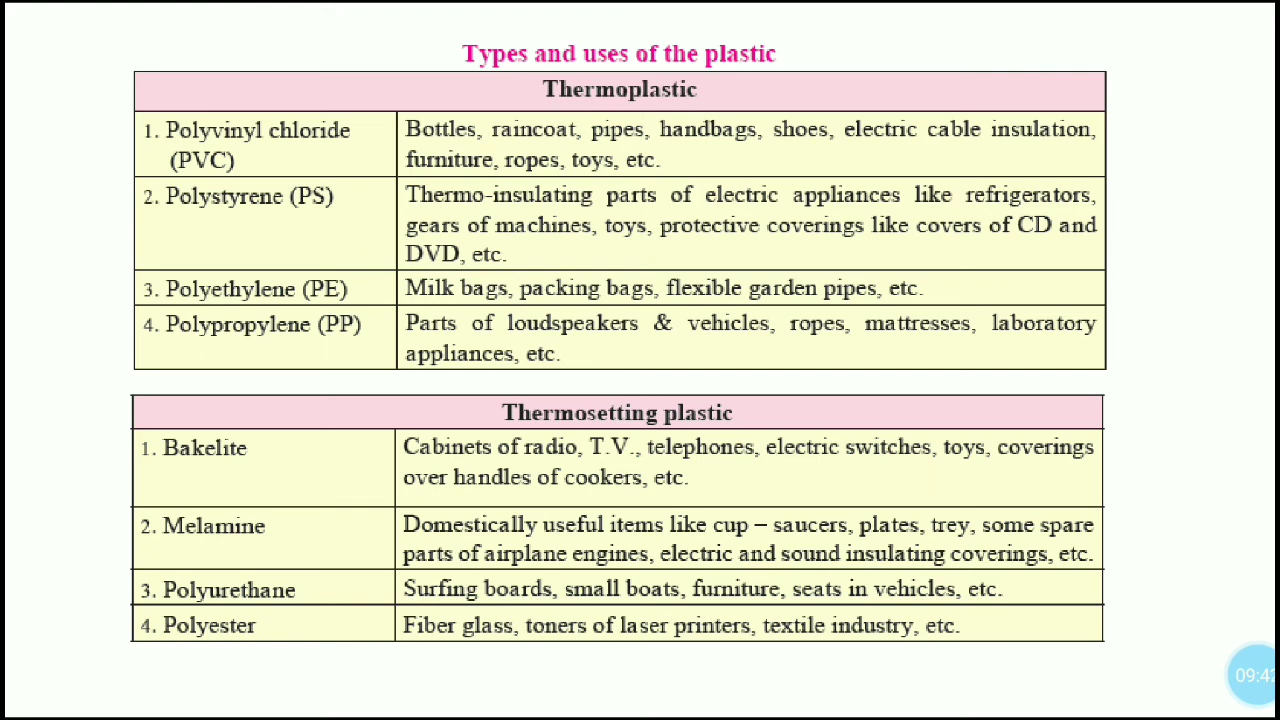 Types and uses of the plastic
Thermoplastic
1. Polyvinyl chloride
(PVC)
Bottles, raincoat, pipes, handbags, shoes, electric cable insulation,
furniture, ropes, toys, etc.
2. Polystyrene (PS)
Thermo-insulating parts of electric appliances like refrigerators,
gears of machines, toys, protective coverings like covers of CD and
DVD, etc.
3. Polyethylene (PE)
Milk bags, packing bags, flexible garden pipes, etc.
4. Polypropylene (PP)
Parts of loudspeakers & vehicles, ropes, mattresses, laboratory
appliances, etc.
Thermosetting plastic
1. Bakelite
Cabinets of radio, T.V., telephones, electric switches, toys, coverings
over handles of cookers, etc.
2. Melamine
Domestically useful items like cup – saucers, plates, trey, some spare
parts of airplane engines, electric and sound insulating coverings, etc.
3. Polyurethane
Surfing boards, small boats, furniture, seats in vehicles, etc.
4. Polyester
Fiber glass, toners of laser printers, textile industry, etc.
09:42